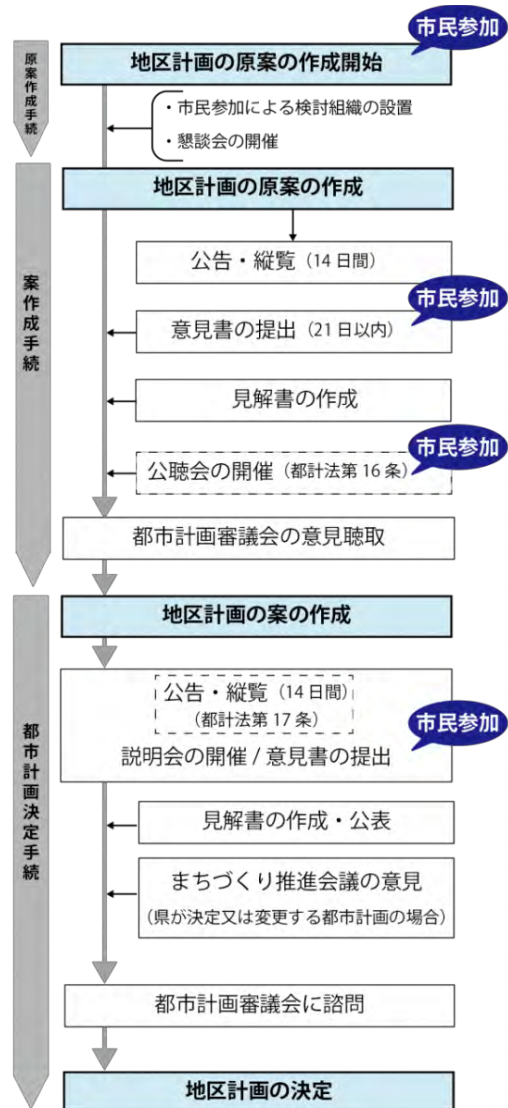 市民参加
原案作成手続
地区計画の原案の作成開始
・市民参加による検討組織の設置
・懇談会の開催
案作成手続
地区計画の原案の作成
公告・縦覧（14日間）
市民参加
意見書の提出（21日以内）
見解書の作成
市民参加
公聴会の開催（都計法第16条）
都市計画審議会の意見聴取
都市計画決定手続
地区計画の案の作成
公告・縦覧（14日間）
（都計法第17条）
市民参加
説明会の開催 / 意見書の提出
見解書の作成・公表
まちづくり推進会議の意見
（県が決定又は変更する都市計画の場合）
都市計画審議会に諮問
地区計画の決定